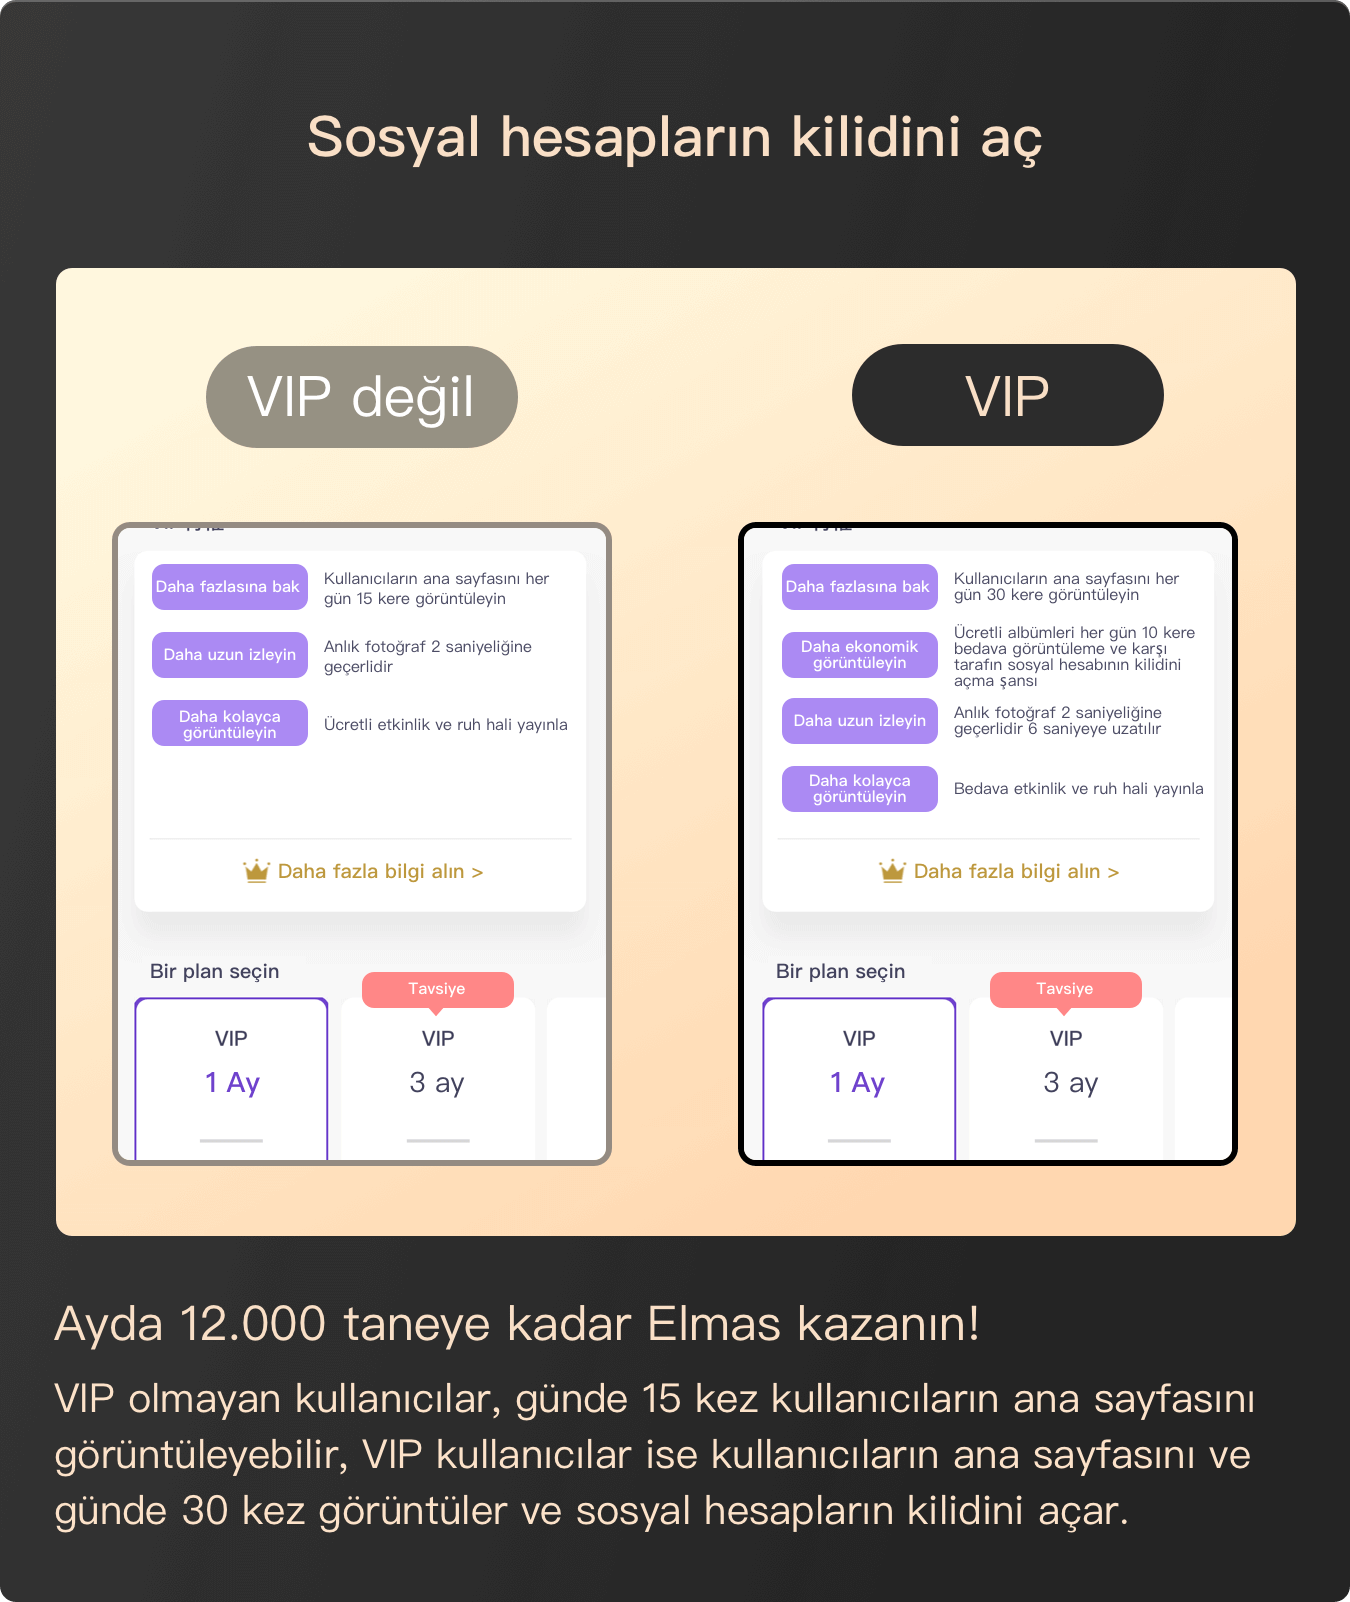 Sosyal hesapların kilidini aç
VIP değil
VIP
Daha fazlasına bak
Kullanıcıların ana sayfasını her
gün 15 kere görüntüleyin
Daha uzun izleyin
Anlık fotoğraf 2 saniyeliğine
geçerlidir
Daha kolayca
görüntüleyin
Ücretli etkinlik ve ruh hali yayınla
Daha fazla bilgi alın >
Bir plan seçin
Tavsiye
VIP
1 Ay
VIP
3 ay
Daha fazlasına bak
Kullanıcıların ana sayfasını her
gün 30 kere görüntüleyin
Daha ekonomik
görüntüleyin
Ücretli albümleri her gün 10 kere
bedava görüntüleme ve karşı
tarafın sosyal hesabının kilidini
açma şansı
Daha uzun izleyin
Anlık fotoğraf 2 saniyeliğine
geçerlidir 6 saniyeye uzatılır
Daha kolayca
görüntüleyin
Bedava etkinlik ve ruh hali yayınla
Daha fazla bilgi alın >
Bir plan seçin
Tavsiye
VIP
1 Ay
VIP
3 ay
Ayda 12.000 taneye kadar Elmas kazanın!
VIP olmayan kullanıcılar, günde 15 kez kullanıcıların ana sayfasını
görüntüleyebilir, VIP kullanıcılar ise kullanıcıların ana sayfasını ve
günde 30 kez görüntüler ve sosyal hesapların kilidini açar.